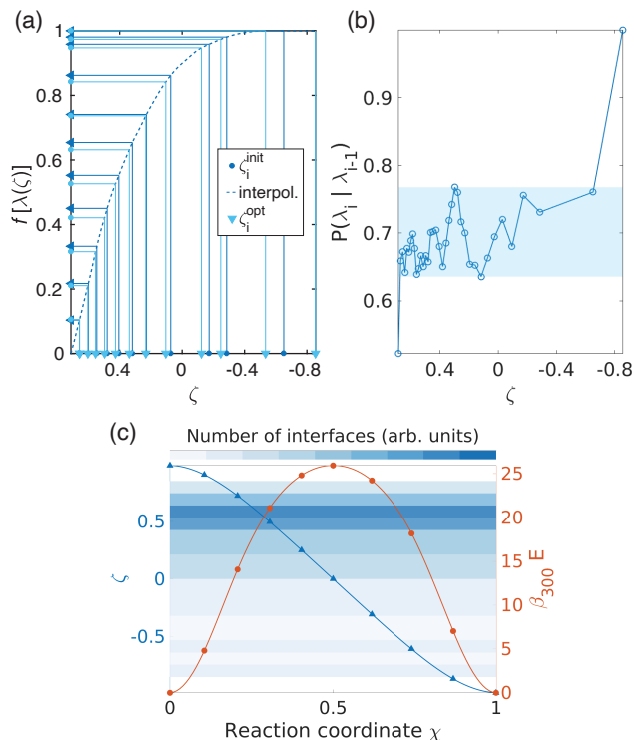 (a)
(b)
1
0.8
0.6
0.4
0.2
0
f [λ(ζ)]
ζ_i^init
interpol.
ζ_i^opt
0.4
0
-0.4
-0.8
ζ
0.9
0.8
0.7
0.6
P(λ_i | λ_i-1)
0.4
0
-0.4
-0.8
ζ
(c)
Number of interfaces (arb. units)
0.5
0
-0.5
ζ
25
20
15
10
5
0
β_300 E
0
0.5
1
Reaction coordinate χ